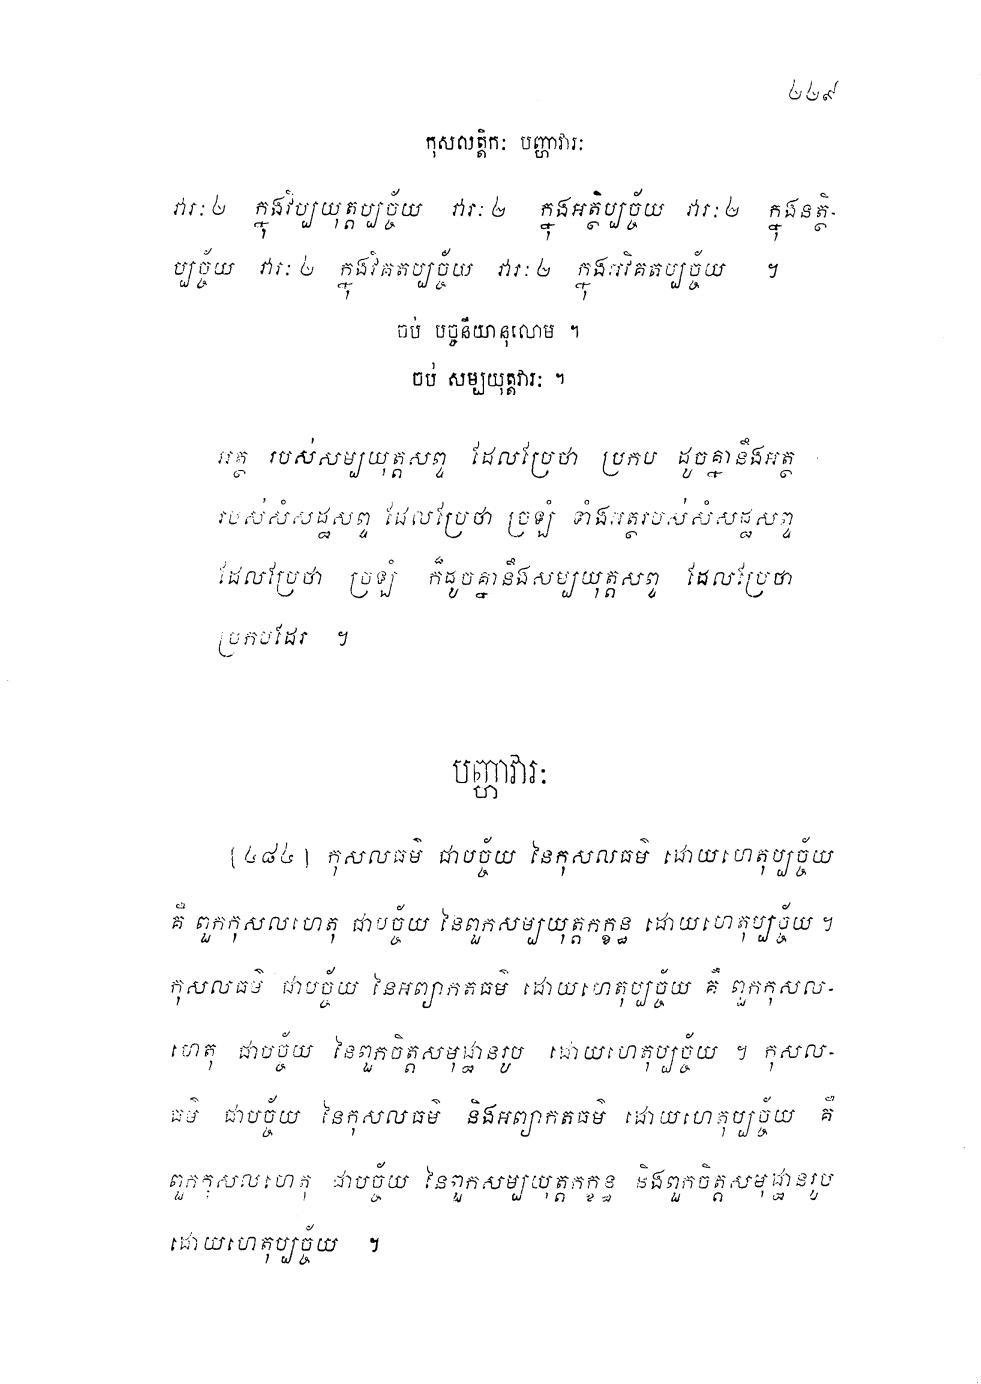 ២២៩
កុសលត្តិកៈ បញ្ហាវារៈ
វារៈ២ ក្នុងវិប្បយុត្តប្បច្ច័យ វារៈ២ ក្នុងអត្ថិប្បច្ច័យ វារៈ២ ក្នុងនត្ថិ-
ប្បច្ច័យ វារៈ២ ក្នុងវិគតប្បច្ច័យ វារៈ២ ក្នុងអវិគតប្បច្ច័យ ។
ចប់ បច្ចនីយានុលោម ។
ចប់ សម្បយុត្តវារៈ ។
អត្ថ របស់សម្បយុត្តសព្ទ ដែលប្រែថា ប្រកប ដូចគ្នានឹងអត្ថ
របស់សំសដ្ឋសព្ទ ដែលប្រែថា ច្រឡំ ទាំងអត្ថរបស់សំសដ្ឋសព្ទ
ដែលប្រែថា ច្រឡំ ក៏ដូចគ្នានឹងសម្បយុត្តសព្ទ ដែលប្រែថា
ប្រកបដែរ ។
បញ្ហាវារៈ
[៤៨៤] កុសលធម៌ ជាបច្ច័យ នៃកុសលធម៌ ដោយហេតុប្បច្ច័យ
គឺ ពួកកុសលហេតុ ជាបច្ច័យ នៃពួកសម្បយុត្តកក្ខន្ធ ដោយហេតុប្បច្ច័យ ។
កុសលធម៌ ជាបច្ច័យ នៃអព្យាកតធម៌ ដោយហេតុប្បច្ច័យ គឺ ពួកកុសល-
ហេតុ ជាបច្ច័យ នៃពួកចិត្តសមុដ្ឋានរូប ដោយហេតុប្បច្ច័យ ។ កុសល-
ធម៌ ជាបច្ច័យ នៃកុសលធម៌ និងអព្យាកតធម៌ ដោយហេតុប្បច្ច័យ គឺ
ពួកកុសលហេតុ ជាបច្ច័យ នៃពួកសម្បយុត្តកក្ខន្ធ និងពួកចិត្តសមុដ្ឋានរូប
ដោយហេតុប្បច្ច័យ ។